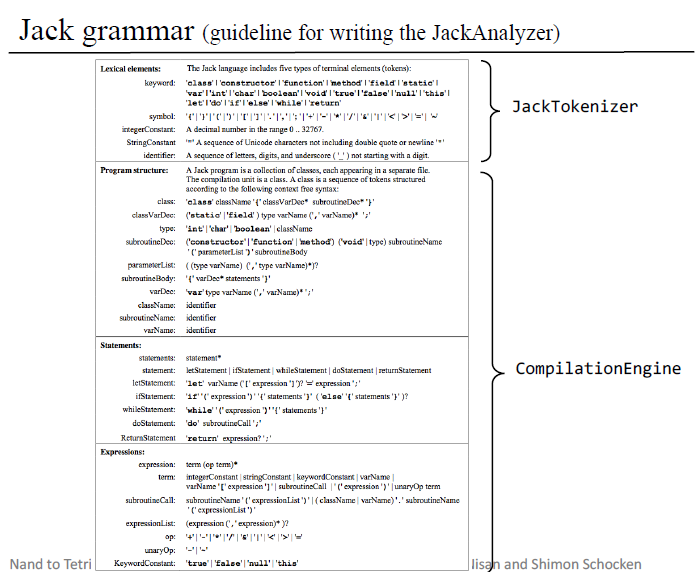 Jack grammar (guideline for writing the JackAnalyzer)
Lexical elements: The Jack language includes five types of terminal elements (tokens):
keyword: 'class'|'constructor'|'function'|'method'|'field'|'static'|
'var'|'int'|'char'|'boolean'|'void'|'true'|'false'|'null'|'this'|
'let'|'do'|'if'|'else'|'while'|'return'
symbol: '{'|'}'|'('|')'|'['|']'|'.'|','|';'|'+'|'-'|'*'|'/'|'&'|'|'|'<'|'>'|'='|'~'
integerConstant: A decimal number in the range 0 .. 32767.
StringConstant '"' A sequence of Unicode characters not including double quote or newline '"'
identifier: A sequence of letters, digits, and underscore ('_') not starting with a digit.
JackTokenizer
Program structure: A Jack program is a collection of classes, each appearing in a separate file.
The compilation unit is a class. A class is a sequence of tokens structured
according to the following context free syntax:
class: 'class' className '{' classVarDec* subroutineDec* '}'
classVarDec: ('static'|'field') type varName (',' varName)* ';'
type: 'int'|'char'|'boolean'|className
subroutineDec: ('constructor'|'function'|'method') ('void'|type) subroutineName
'(' parameterList ')' subroutineBody
parameterList: ( (type varName) (',' type varName)*)?
subroutineBody: '{' varDec* statements '}'
varDec: 'var' type varName (',' varName)* ';'
className: identifier
subroutineName: identifier
varName: identifier
Statements:
statements: statement*
statement: letStatement | ifStatement | whileStatement | doStatement | returnStatement
letStatement: 'let' varName ('[' expression ']')? '=' expression ';'
ifStatement: 'if' '(' expression ')' '{' statements '}' ( 'else' '{' statements '}' )?
whileStatement: 'while' '(' expression ')' '{' statements '}'
doStatement: 'do' subroutineCall ';'
ReturnStatement 'return' expression? ';'
CompilationEngine
Expressions:
expression: term (op term)*
term: integerConstant | stringConstant | keywordConstant | varName |
varName '[' expression ']' | subroutineCall | '(' expression ')' | unaryOp term
subroutineCall: subroutineName '(' expressionList ')' | ( className | varName) '.' subroutineName
'(' expressionList ')'
expressionList: (expression (',' expression)* )?
op: '+'|'-'|'*'|'/'|'&'|'|'|'<'|'>'|'='
unaryOp: '-'|'~'
KeywordConstant: 'true'|'false'|'null'|'this'
Nand to Tetri lisan and Shimon Schocken